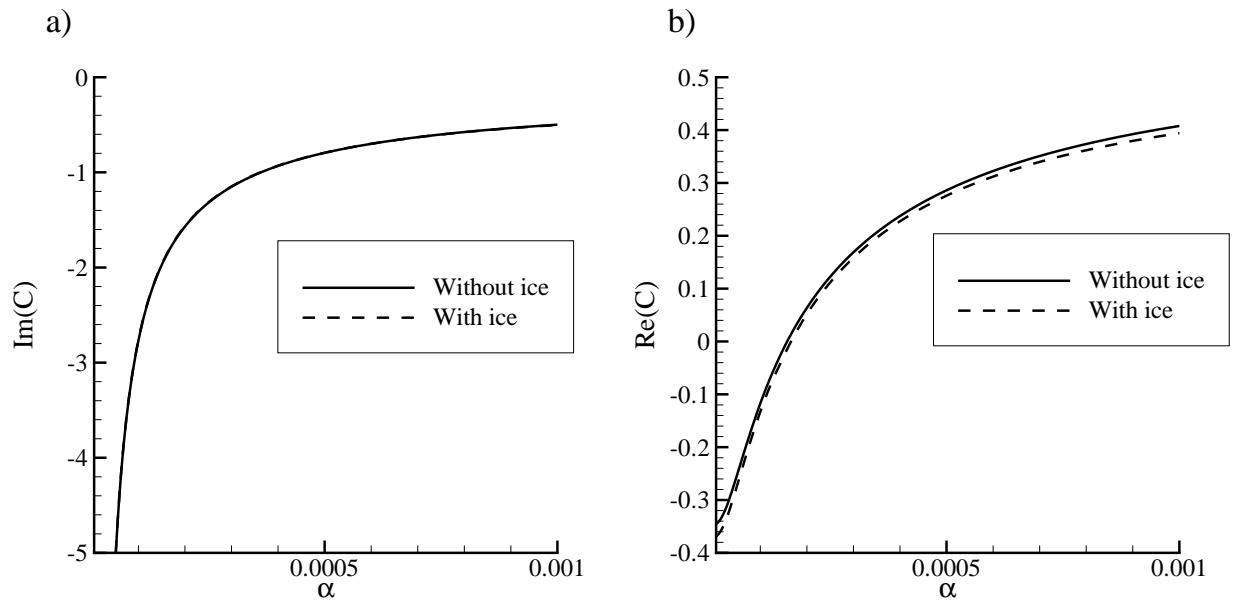 a)
0
-1
-2
-3
-4
-5
Im(C)
0.0005
0.001
α
Without ice
With ice
b)
0.5
0.4
0.3
0.2
0.1
0
-0.1
-0.2
-0.3
-0.4
Re(C)
0.0005
0.001
α
Without ice
With ice